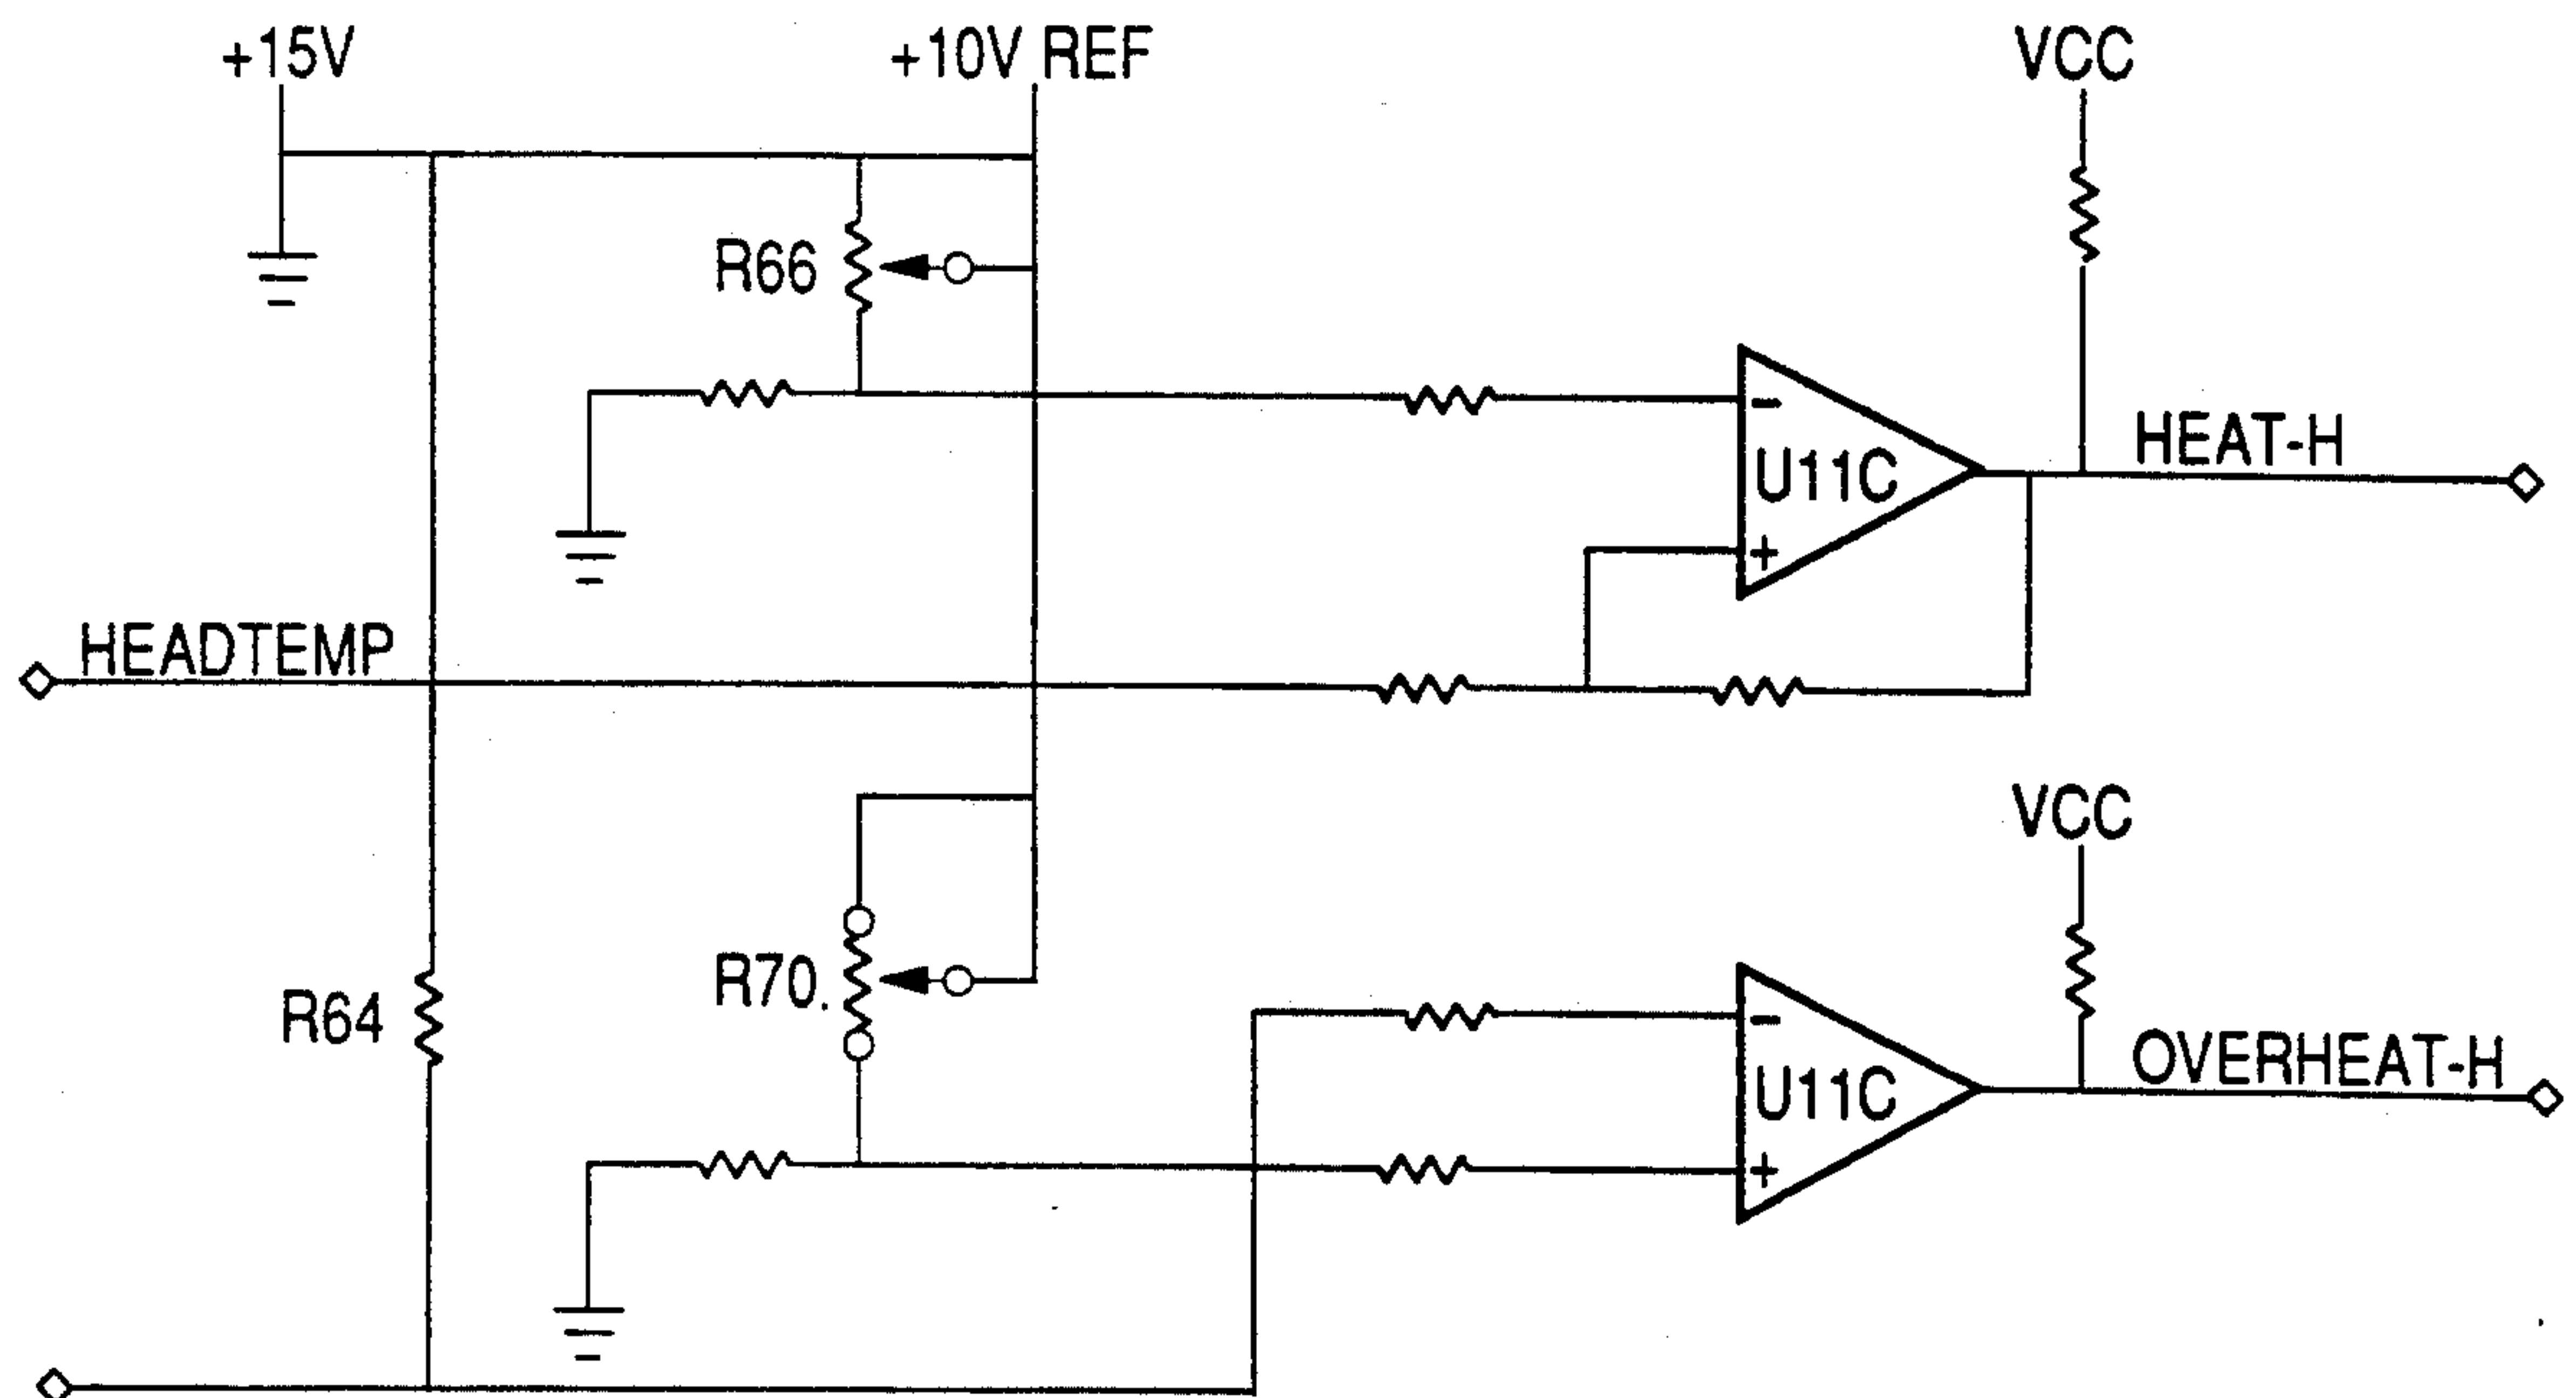 +15V
+10V REF
VCC
R66
-
U11C
+
HEAT-H
HEADTEMP
VCC
R70.
R64
-
U11C
+
OVERHEAT-H